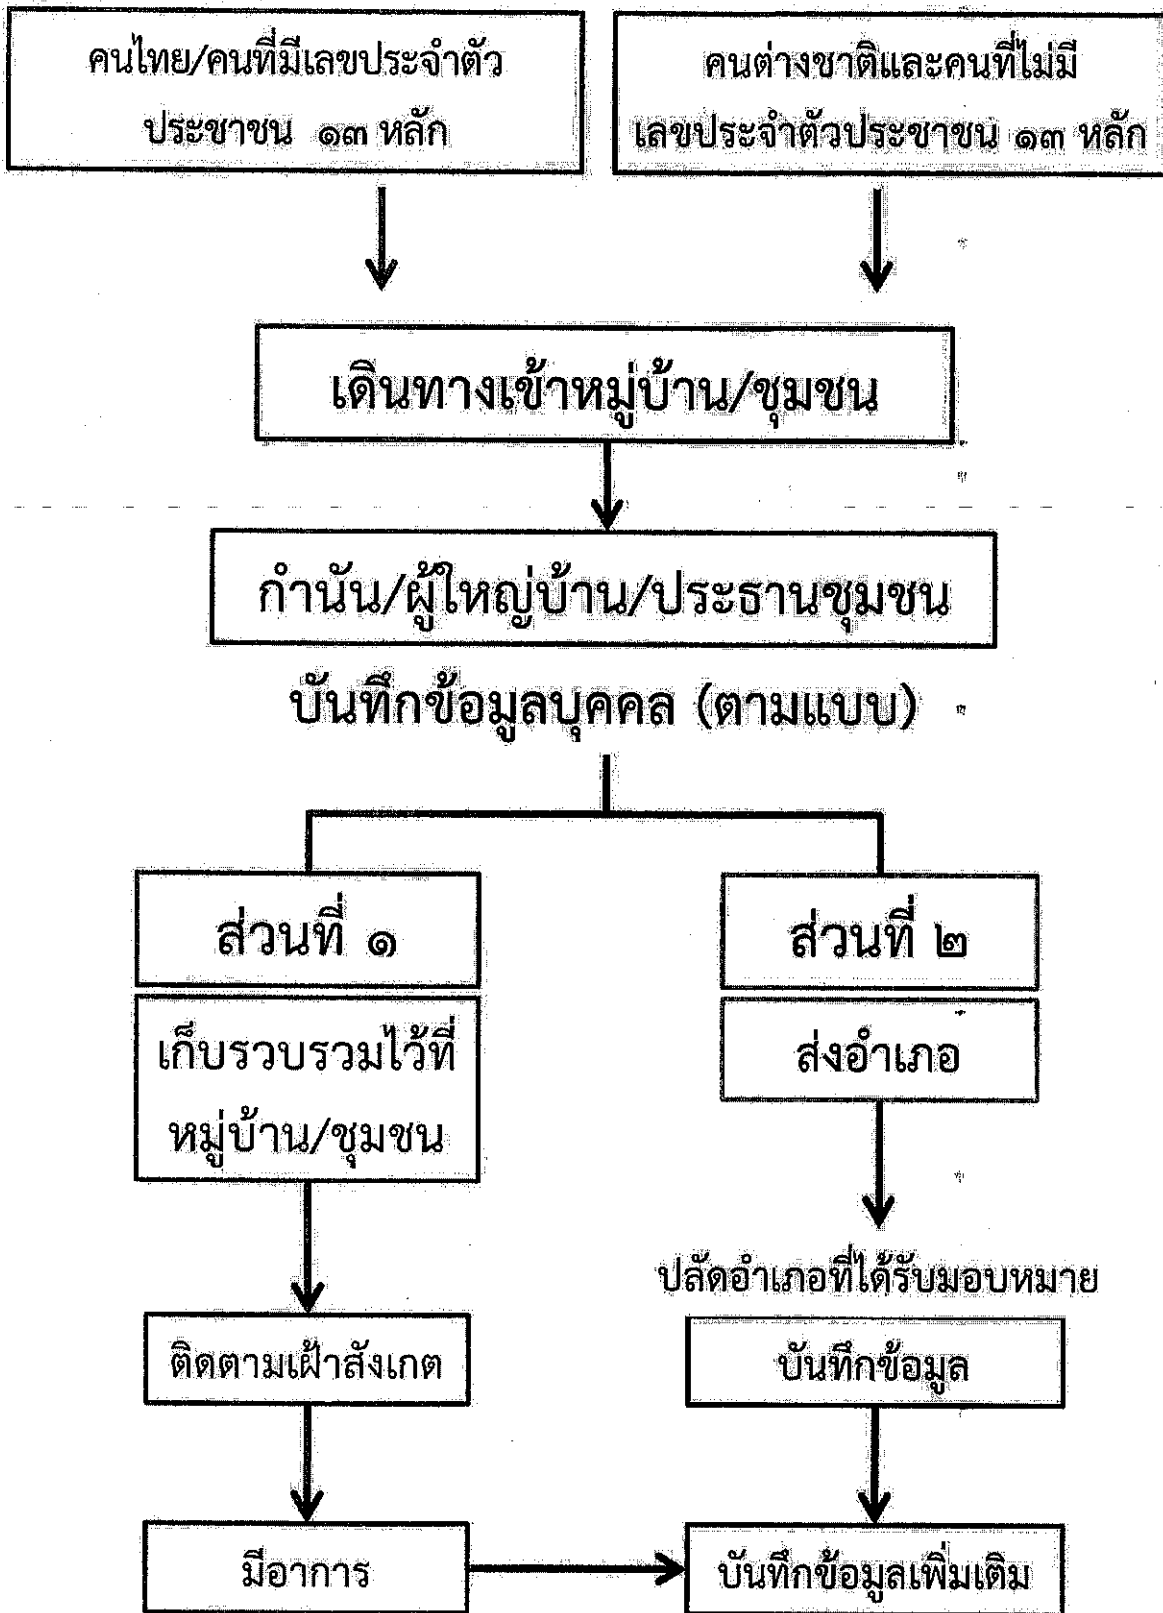 คนไทย/คนที่มีเลขประจำตัว
ประชาชน ๑๓ หลัก
คนต่างชาติและคนที่ไม่มี
เลขประจำตัวประชาชน ๑๓ หลัก
เดินทางเข้าหมู่บ้าน/ชุมชน
กำนัน/ผู้ใหญ่บ้าน/ประธานชุมชน
บันทึกข้อมูลบุคคล (ตามแบบ)
ส่วนที่ ๑
เก็บรวบรวมไว้ที่
หมู่บ้าน/ชุมชน
ส่วนที่ ๒
ส่งอำเภอ
ปลัดอำเภอที่ได้รับมอบหมาย
ติดตามเฝ้าสังเกต
บันทึกข้อมูล
มีอาการ
บันทึกข้อมูลเพิ่มเติม